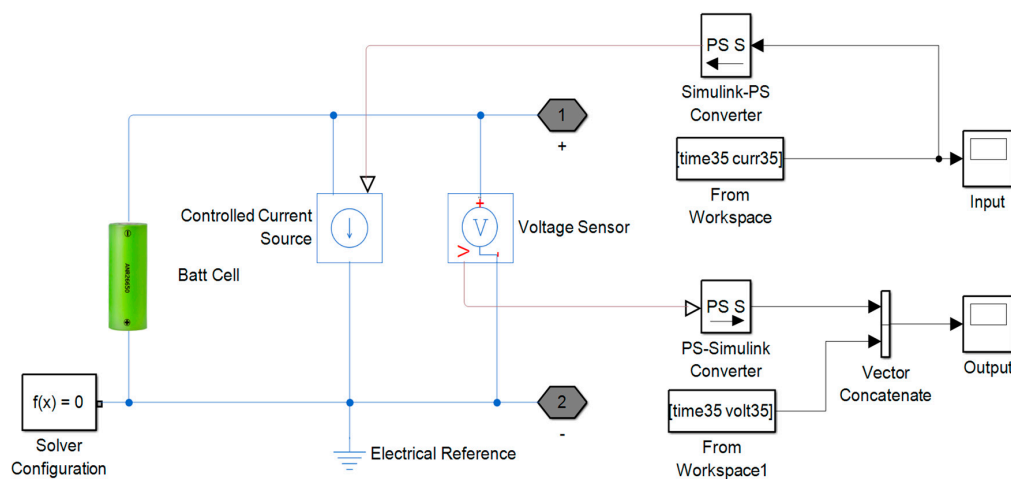 PS S
Simulink-PS
Converter
1
+
[time35 curr35]
From
Workspace
Input
Controlled Current
Source
+
V
Voltage Sensor
V
-
ANR26650
Batt Cell
PS S
PS-Simulink
Converter
Vector
Concatenate
Output
f(x) = 0
Solver
Configuration
2
-
Electrical Reference
[time35 volt35]
From
Workspace1